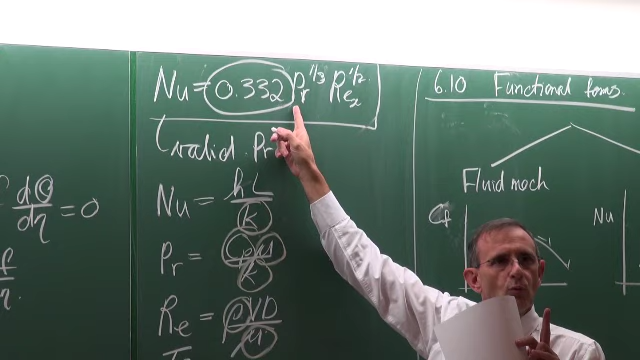 Nu = 0.332 Pr^1/3 Re_x^1/2
(valid Pr
Nu = hL/k
Pr =
Re = ρVD/μ
dΘ/dη = 0
6.10 Functional forms
Fluid mech
Cf
Nu